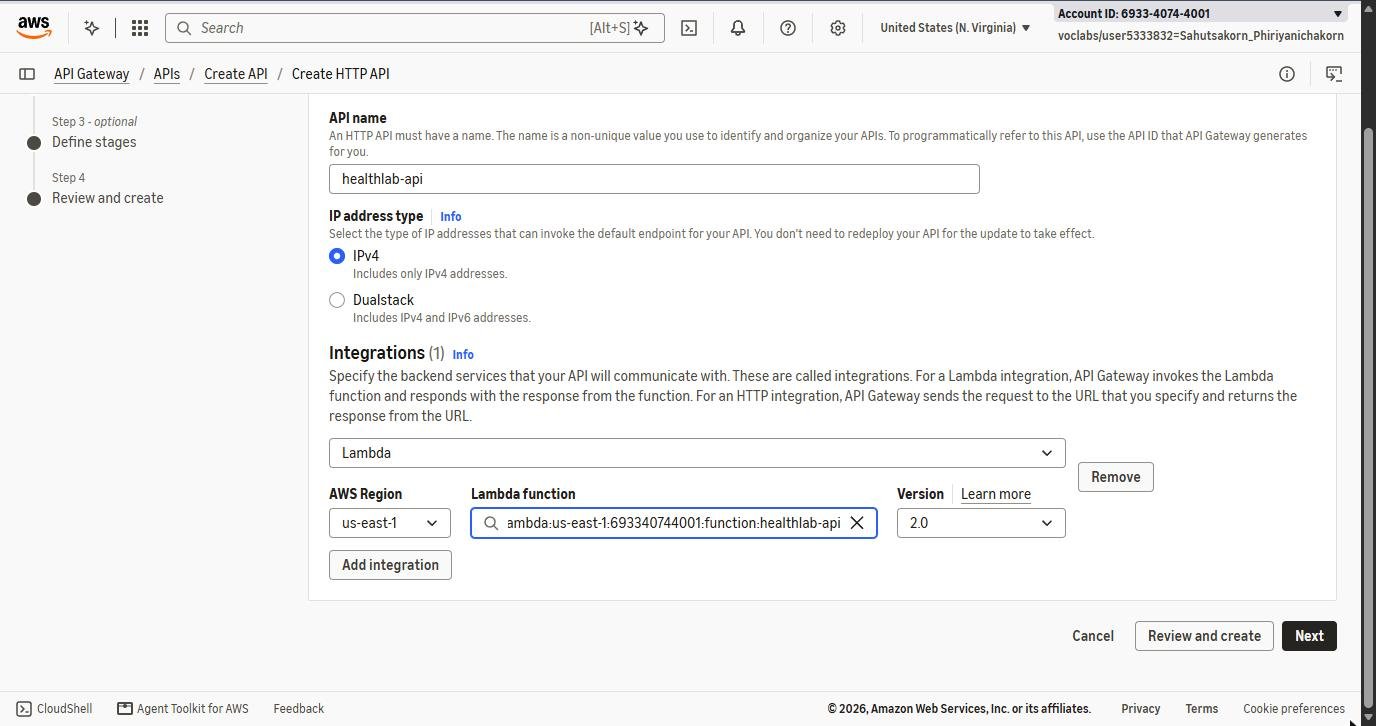 aws
Search
[Alt+S]
United States (N. Virginia)
Account ID: 6933-4074-4001
voclabs/user5333832=Sahutsakorn_Phiriyanichakorn
API Gateway / APIs / Create API / Create HTTP API
Step 3 - optional
Define stages
Step 4
Review and create
API name
An HTTP API must have a name. The name is a non-unique value you use to identify and organize your APIs. To programmatically refer to this API, use the API ID that API Gateway generates
for you.
healthlab-api
IP address type Info
Select the type of IP addresses that can invoke the default endpoint for your API. You don't need to redeploy your API for the update to take effect.
IPv4
Includes only IPv4 addresses.
Dualstack
Includes IPv4 and IPv6 addresses.
Integrations (1) Info
Specify the backend services that your API will communicate with. These are called integrations. For a Lambda integration, API Gateway invokes the Lambda
function and responds with the response from the function. For an HTTP integration, API Gateway sends the request to the URL that you specify and returns the
response from the URL.
Lambda
Remove
AWS Region Lambda function Version Learn more
us-east-1 ambda:us-east-1:693340744001:function:healthlab-api 2.0
Add integration
Cancel Review and create Next
CloudShell Agent Toolkit for AWS Feedback © 2026, Amazon Web Services, Inc. or its affiliates. Privacy Terms Cookie preferences